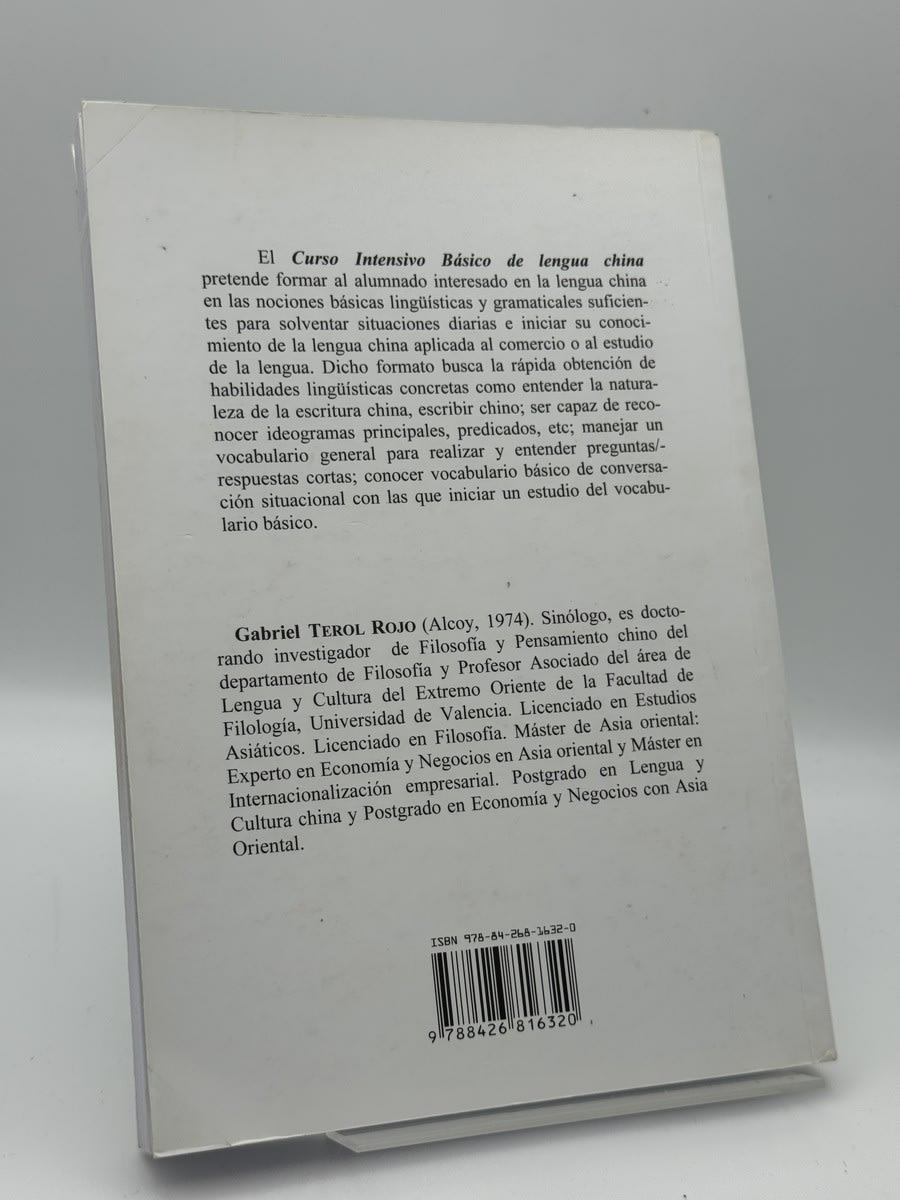 El Curso Intensivo Básico de lengua china
pretende formar al alumnado interesado en la lengua china
en las nociones básicas lingüísticas y gramaticales suficien-
tes para solventar situaciones diarias e iniciar su conoci-
miento de la lengua china aplicada al comercio o al estudio
de la lengua. Dicho formato busca la rápida obtención de
habilidades lingüísticas concretas como entender la natura-
leza de la escritura china, escribir chino; ser capaz de reco-
nocer ideogramas principales, predicados, etc; manejar un
vocabulario general para realizar y entender preguntas/-
respuestas cortas; conocer vocabulario básico de conversa-
ción situacional con las que iniciar un estudio del vocabu-
lario básico.
Gabriel TEROL ROJO (Alcoy, 1974). Sinólogo, es docto-
rando investigador de Filosofía y Pensamiento chino del
departamento de Filosofía y Profesor Asociado del área de
Lengua y Cultura del Extremo Oriente de la Facultad de
Filología, Universidad de Valencia. Licenciado en Estudios
Asiáticos. Licenciado en Filosofía. Máster de Asia oriental:
Experto en Economía y Negocios en Asia oriental y Máster en
Internacionalización empresarial. Postgrado en Lengua y
Cultura china y Postgrado en Economía y Negocios con Asia
Oriental.
ISBN 978-84-268-1632-0
9 788426 816320